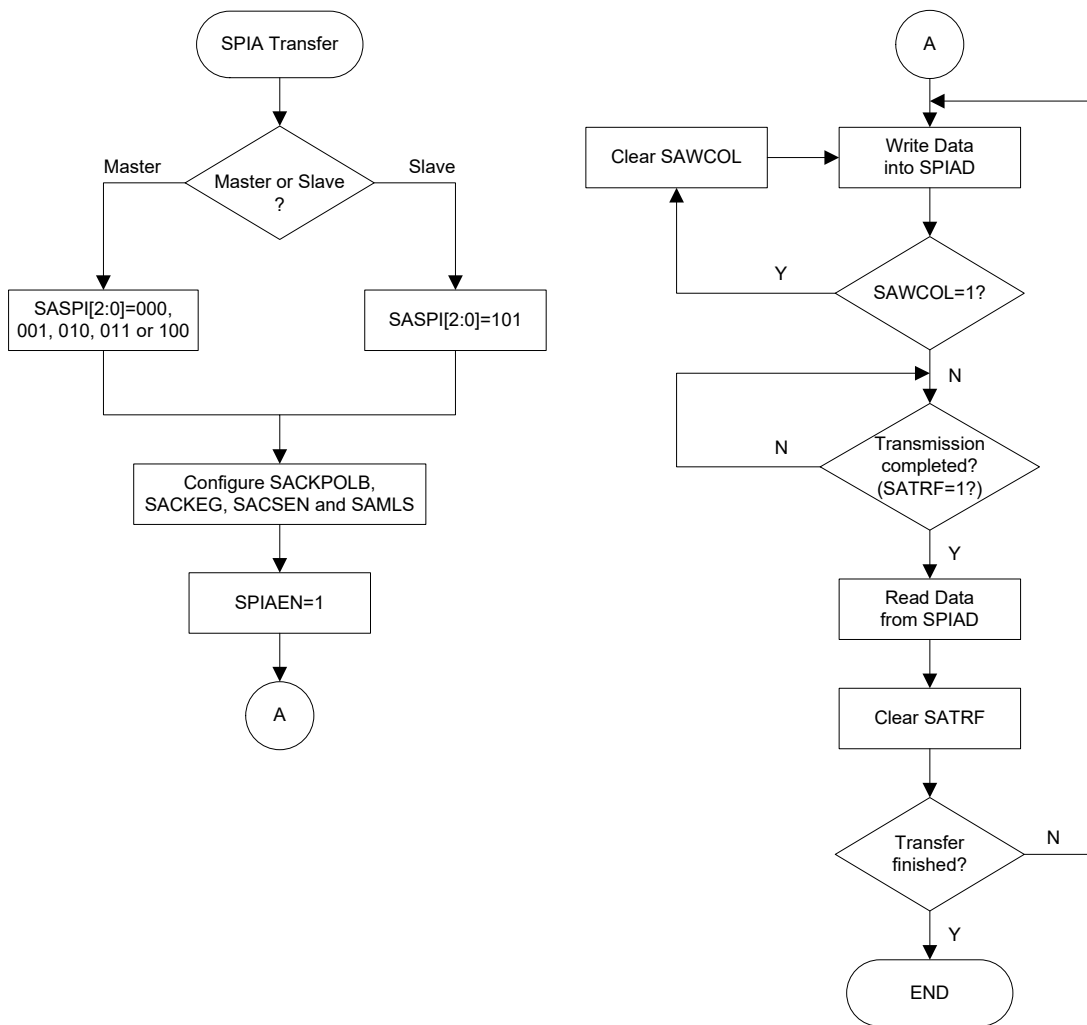 SPIA Transfer
Master
Slave
Master or Slave
?
SASPI[2:0]=000,
001, 010, 011 or 100
SASPI[2:0]=101
Configure SACKPOLB,
SACKEG, SACSEN and SAMLS
SPIAEN=1
A
A
Clear SAWCOL
Write Data
into SPIAD
Y
SAWCOL=1?
N
N
Transmission
completed?
(SATRF=1?)
Y
Read Data
from SPIAD
Clear SATRF
Transfer
finished?
N
Y
END